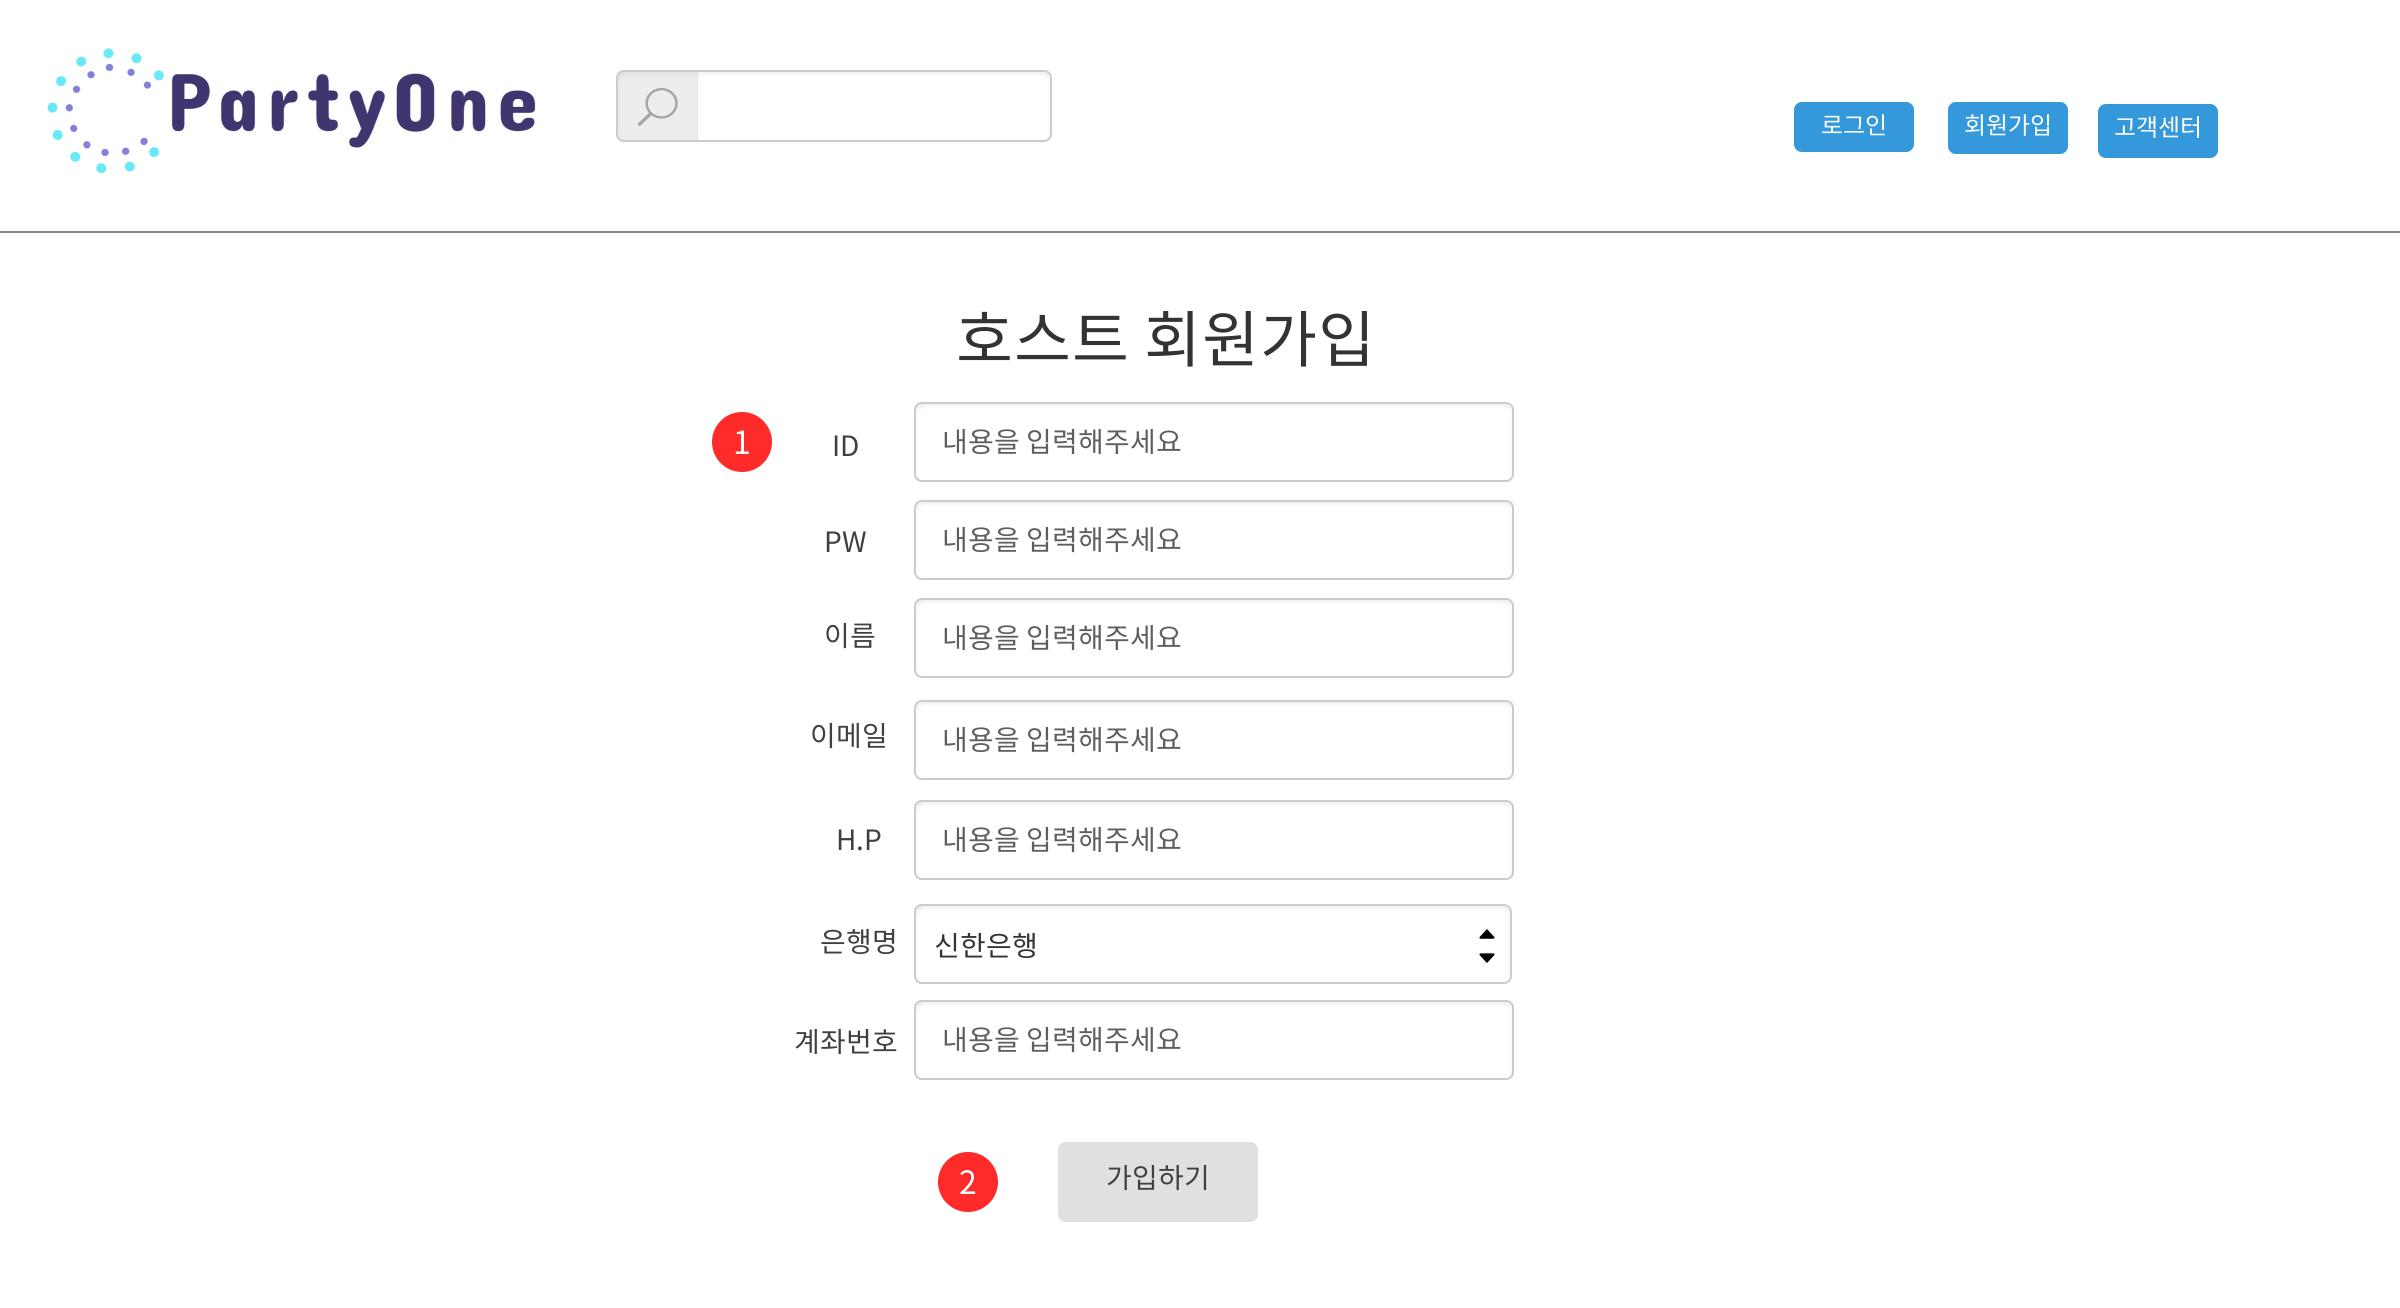 PartyOne
로그인
회원가입
고객센터
호스트 회원가입
1
ID
내용을 입력해주세요
PW
내용을 입력해주세요
이름
내용을 입력해주세요
이메일
내용을 입력해주세요
H.P
내용을 입력해주세요
은행명
신한은행
계좌번호
내용을 입력해주세요
2
가입하기